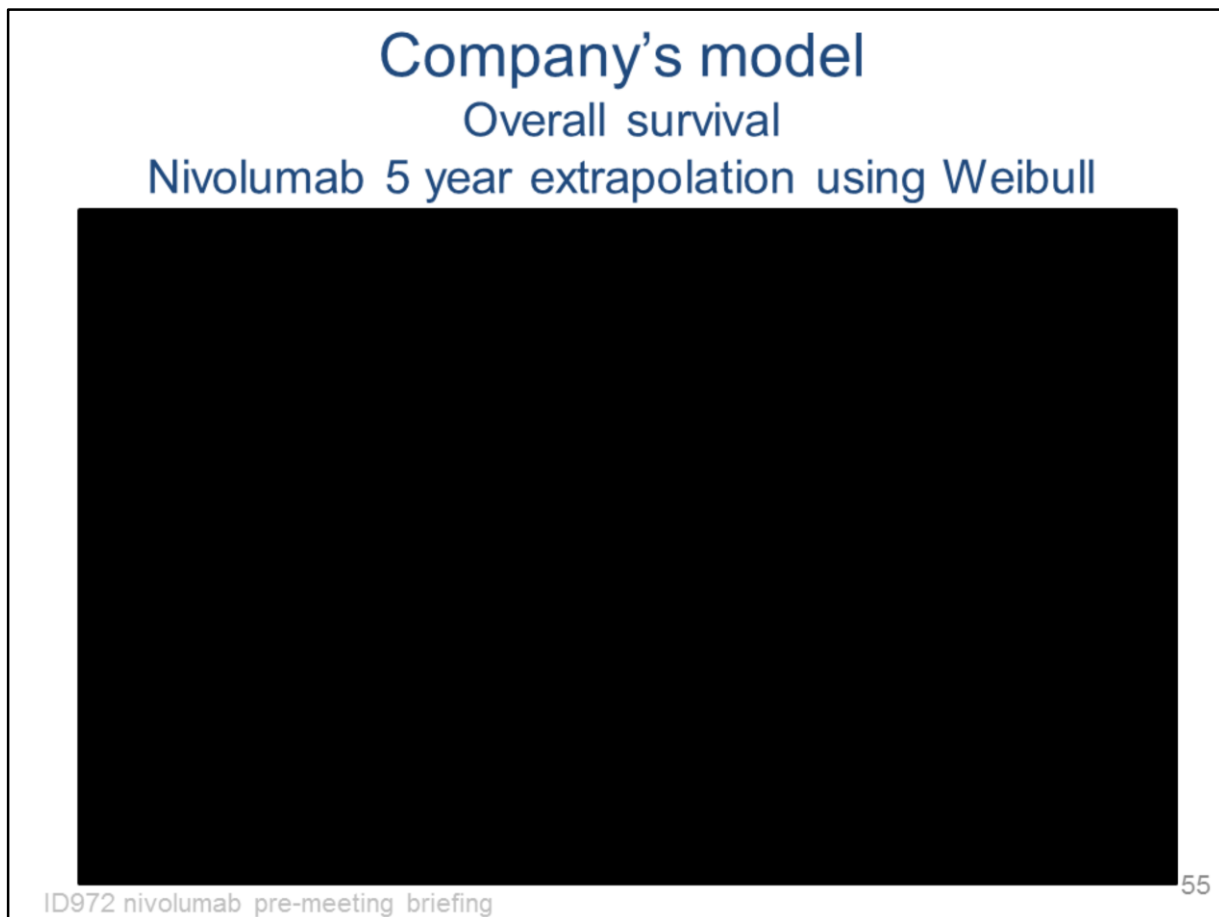 Company's model
Overall survival
Nivolumab 5 year extrapolation using Weibull
55
ID972 nivolumab pre-meeting briefing